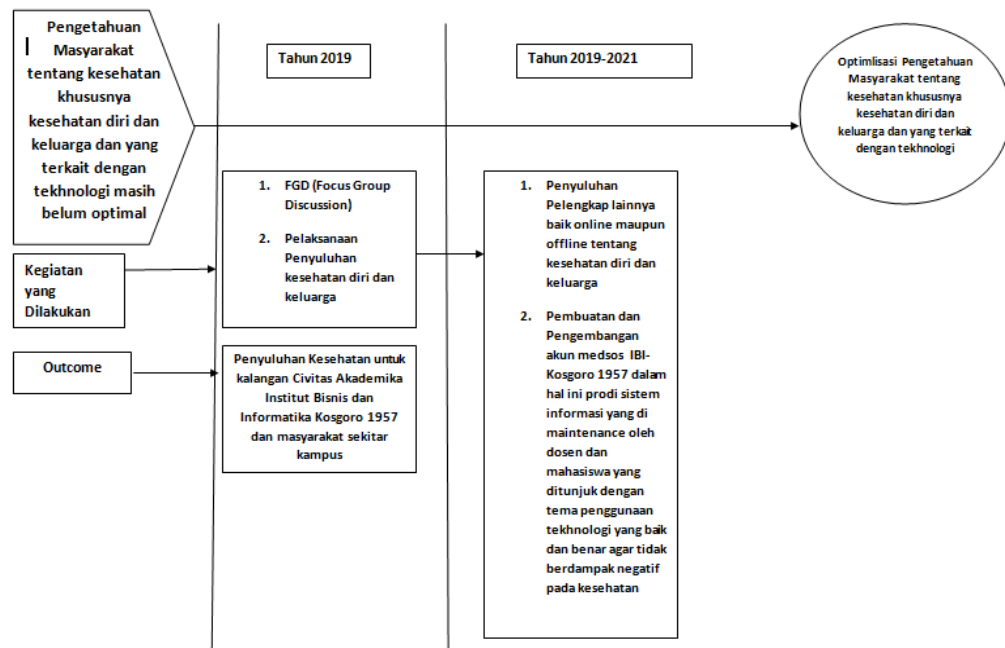 Pengetahuan
Masyarakat
tentang kesehatan
khususnya
kesehatan diri dan
keluarga dan yang
terkait dengan
tekhnologi masih
belum optimal
Tahun 2019
Tahun 2019-2021
Optimlisasi Pengetahuan
Masyarakat tentang
kesehatan khususnya
kesehatan diri dan
keluarga dan yang terkait
dengan tekhnologi
Kegiatan
yang
Dilakukan
1. FGD (Focus Group
Discussion)
2. Pelaksanaan
Penyuluhan
kesehatan diri dan
keluarga
1. Penyuluhan
Pelengkap lainnya
baik online maupun
offline tentang
kesehatan diri dan
keluarga
2. Pembuatan dan
Pengembangan
akun medsos IBI-
Kosgoro 1957 dalam
hal ini prodi sistem
informasi yang di
maintenance oleh
dosen dan
mahasiswa yang
ditunjuk dengan
tema penggunaan
tekhnologi yang baik
dan benar agar tidak
berdampak negatif
pada kesehatan
Outcome
Penyuluhan Kesehatan untuk
kalangan Civitas Akademika
Institut Bisnis dan
Informatika Kosgoro 1957
dan masyarakat sekitar
kampus